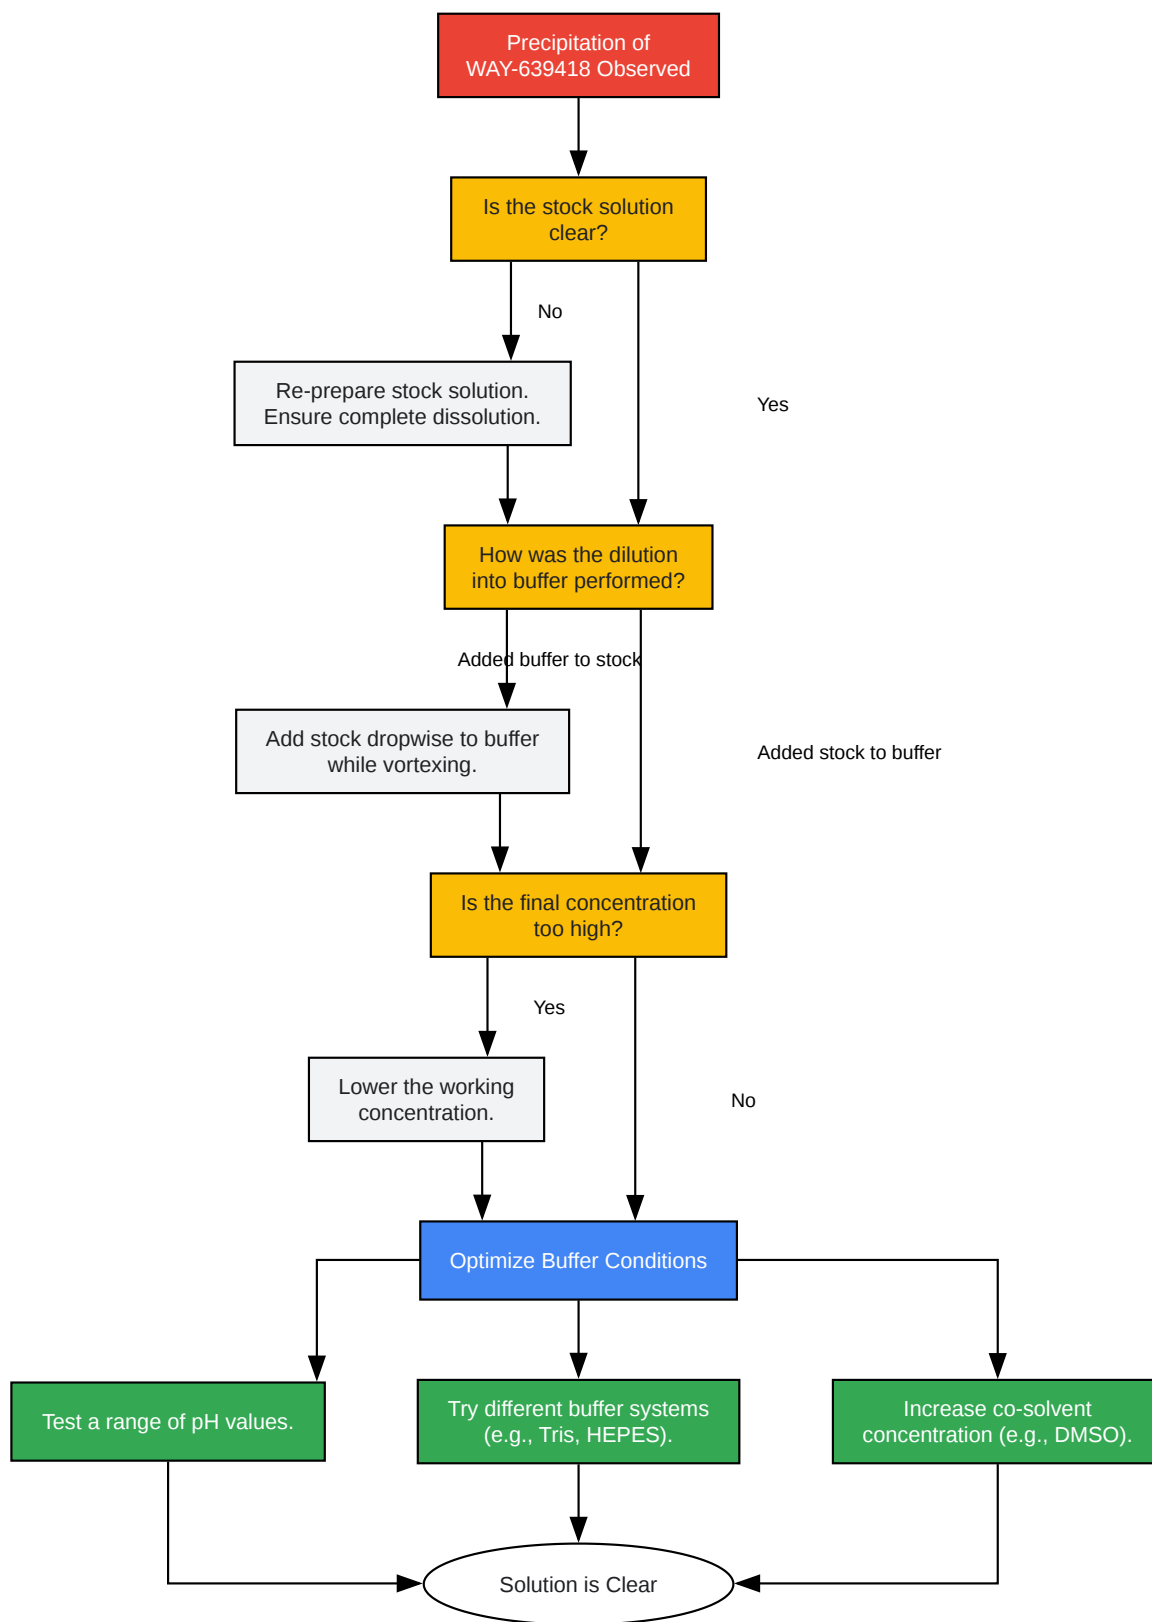 Precipitation of
WAY-639418 Observed
Is the stock solution
clear?
No
Re-prepare stock solution.
Ensure complete dissolution.
Yes
How was the dilution
into buffer performed?
Added buffer to stock
Add stock dropwise to buffer
while vortexing.
Added stock to buffer
Is the final concentration
too high?
Yes
Lower the working
concentration.
No
Optimize Buffer Conditions
Test a range of pH values.
Try different buffer systems
(e.g., Tris, HEPES).
Increase co-solvent
concentration (e.g., DMSO).
Solution is Clear